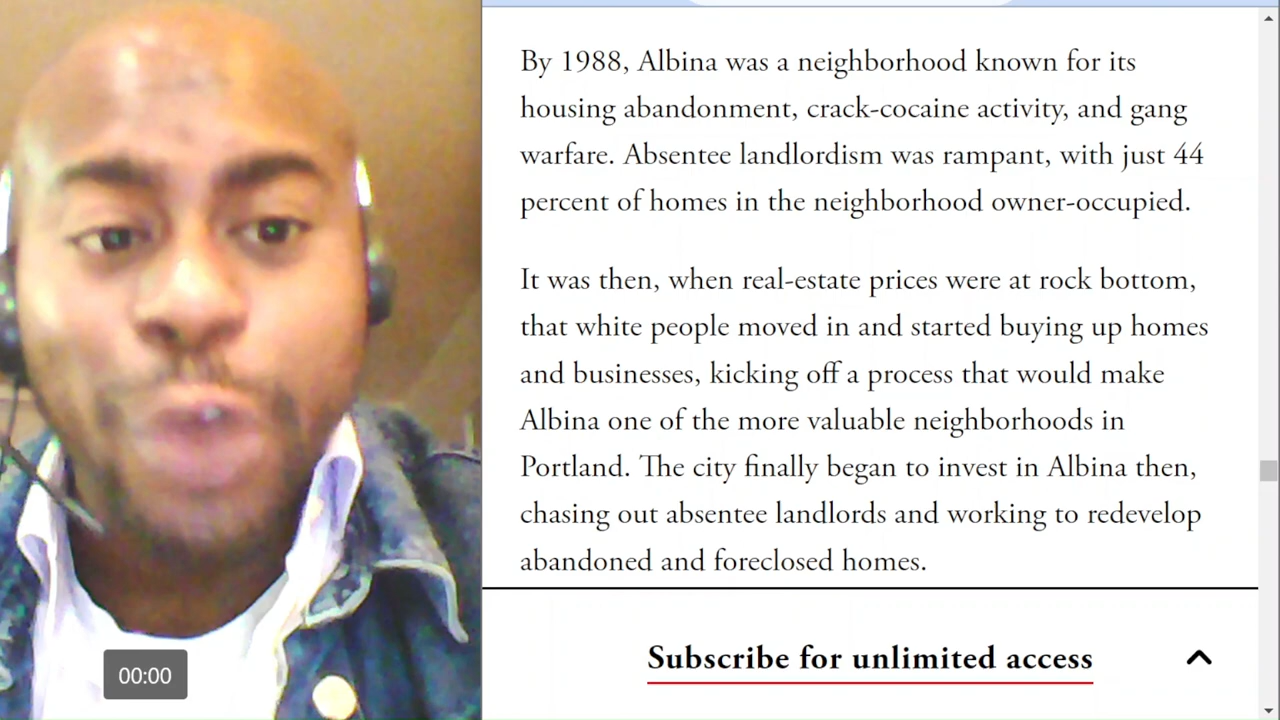 By 1988, Albina was a neighborhood known for its
housing abandonment, crack-cocaine activity, and gang
warfare. Absentee landlordism was rampant, with just 44
percent of homes in the neighborhood owner-occupied.
It was then, when real-estate prices were at rock bottom,
that white people moved in and started buying up homes
and businesses, kicking off a process that would make
Albina one of the more valuable neighborhoods in
Portland. The city finally began to invest in Albina then,
chasing out absentee landlords and working to redevelop
abandoned and foreclosed homes.
Subscribe for unlimited access
00:00